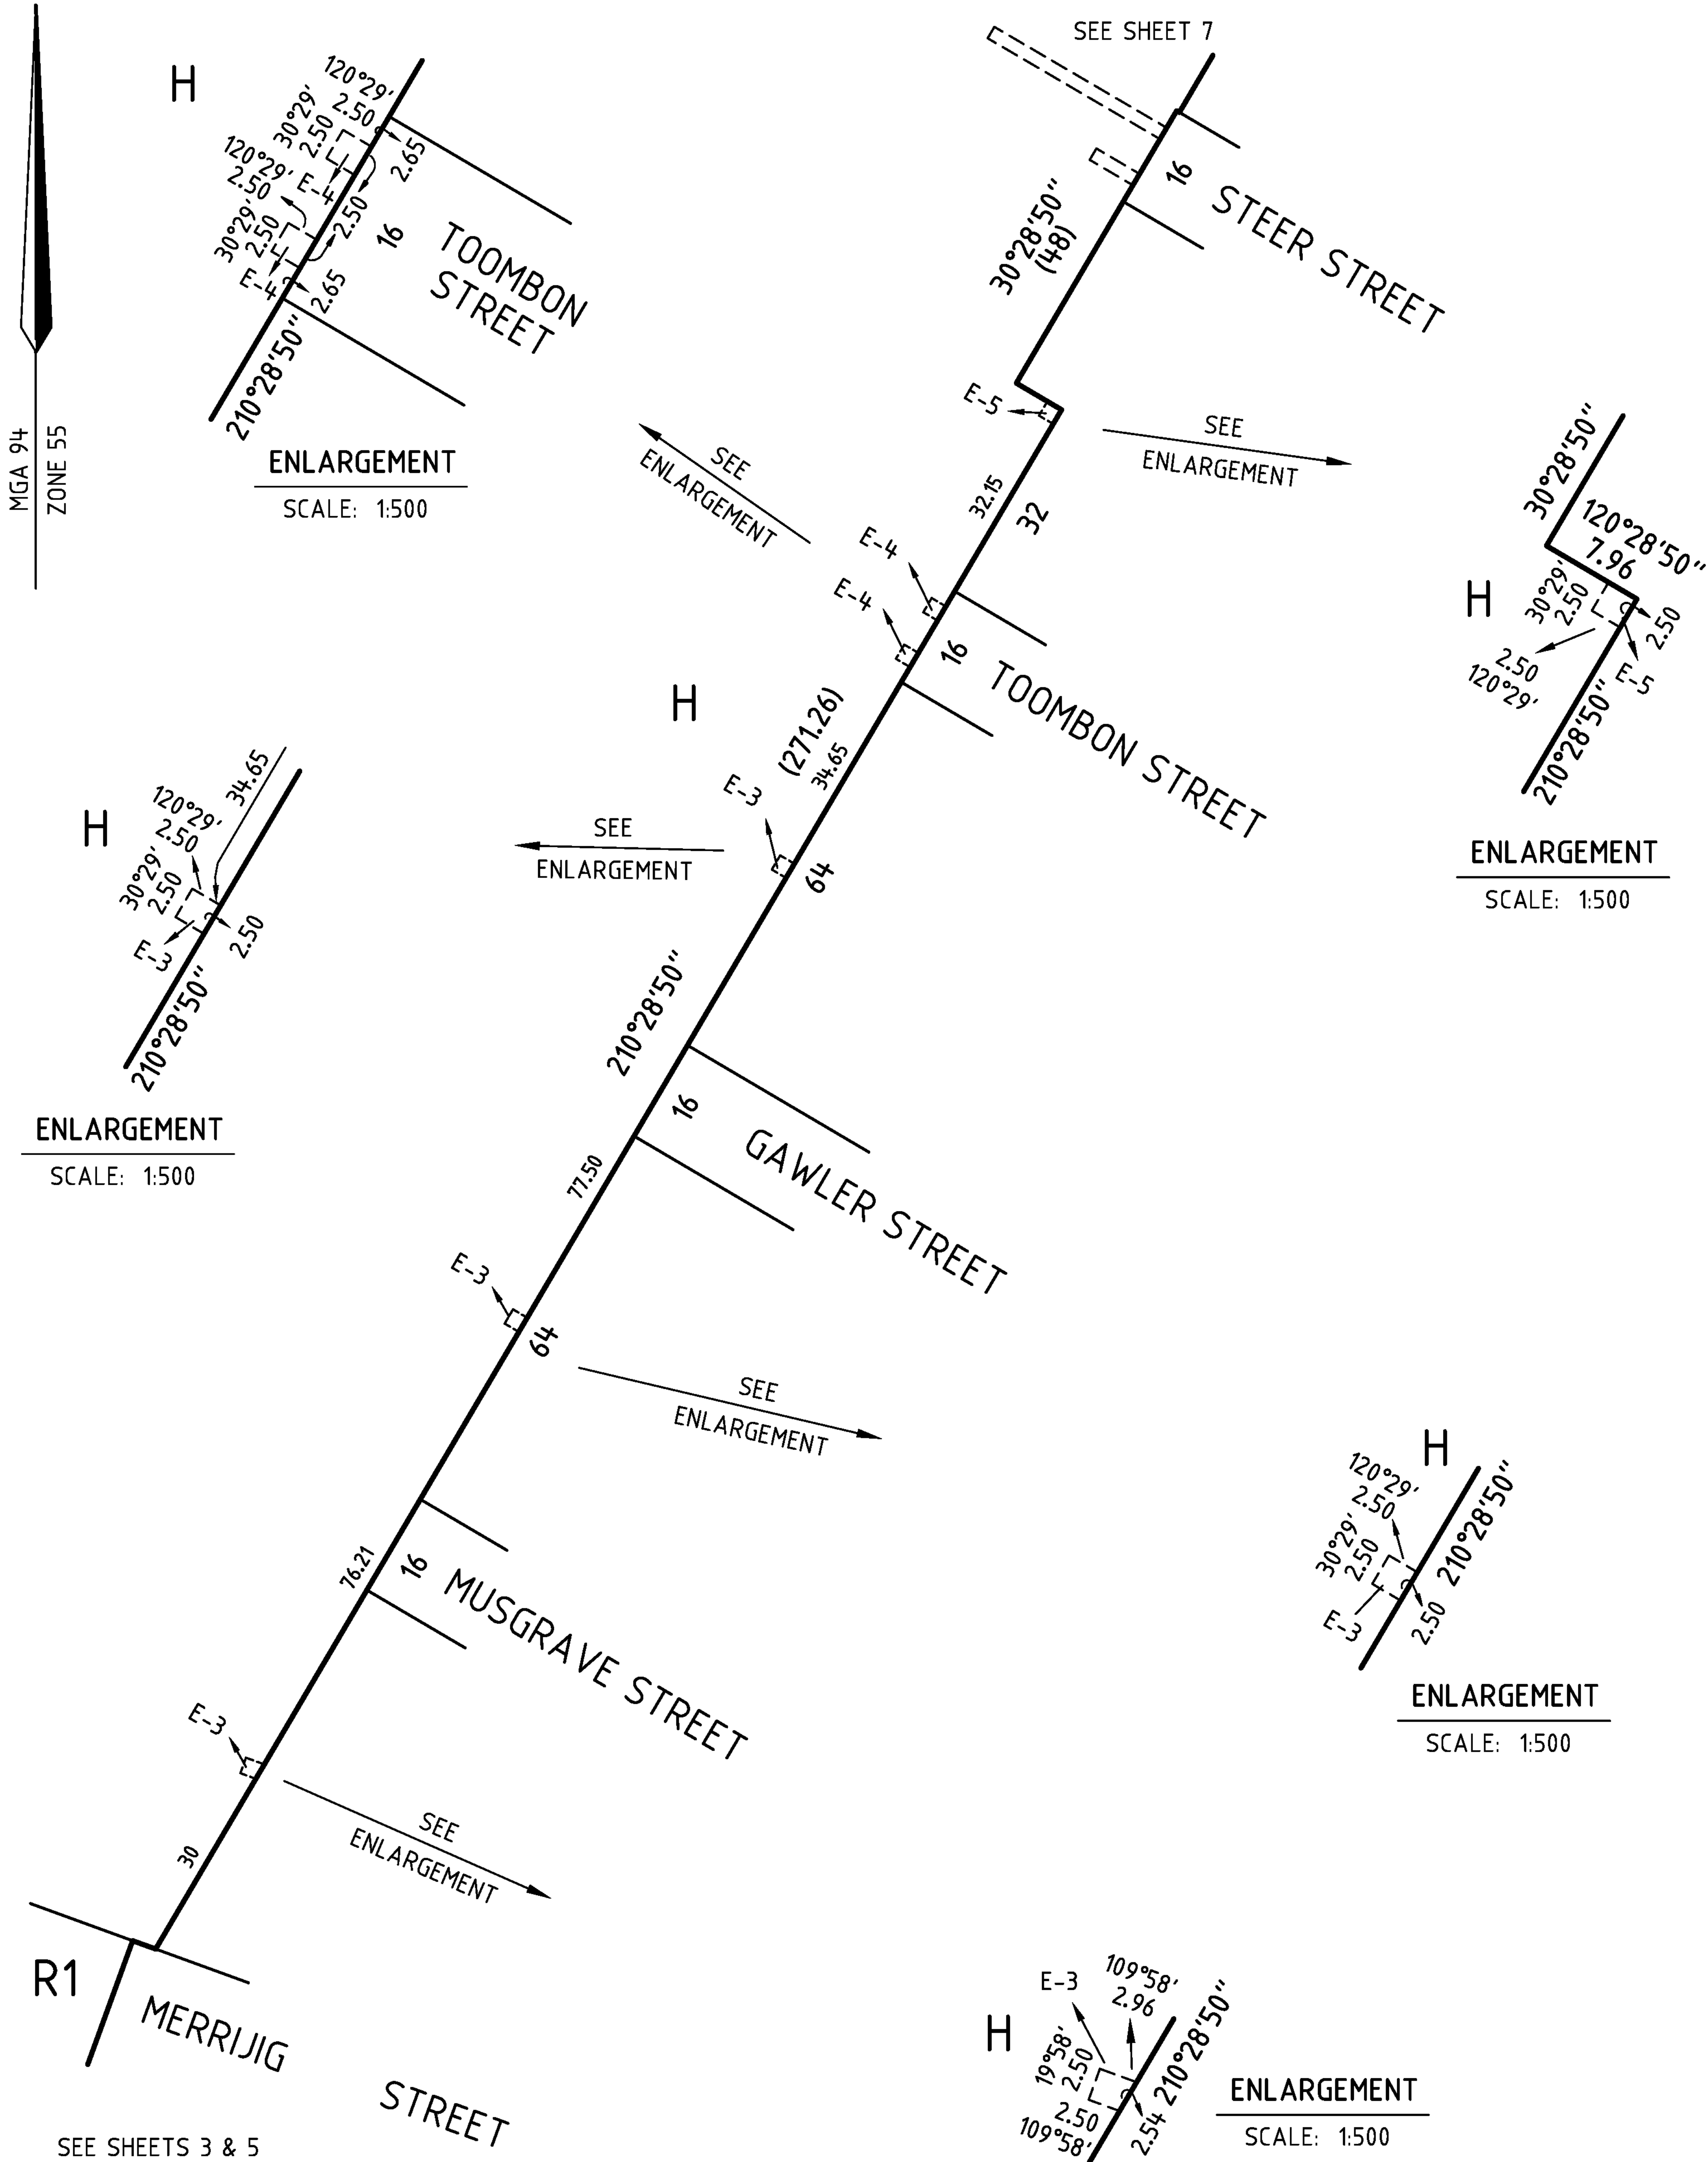 SEE SHEET 7
MGA 94
ZONE 55
H
120°29'
2.50
30°29'
2.50
2.65
120°29'
2.50
E-4
2.50
30°29'
2.50
E-4
2.65
16
TOOMBON
STREET
210°28'50"
ENLARGEMENT
SCALE: 1:500
16
STEER STREET
30°28'50"
(48)
E-5
SEE
ENLARGEMENT
SEE
ENLARGEMENT
32.15
32
E-4
E-4
16
TOOMBON STREET
30°28'50"
120°28'50"
7.96
H
30°29'
2.50
2.50
2.50
120°29'
E-5
210°28'50"
ENLARGEMENT
SCALE: 1:500
H
(271.26)
34.65
E-3
64
SEE
ENLARGEMENT
34.65
H
120°29'
2.50
30°29'
2.50
2.50
E-3
210°28'50"
ENLARGEMENT
SCALE: 1:500
210°28'50"
16
GAWLER STREET
77.50
E-3
64
SEE
ENLARGEMENT
H
120°29'
2.50
30°29'
2.50
210°28'50"
E-3
2.50
ENLARGEMENT
SCALE: 1:500
76.21
16
MUSGRAVE STREET
E-3
SEE
ENLARGEMENT
30
R1
MERRIJIG
STREET
SEE SHEETS 3 & 5
E-3
109°58'
2.96
H
19°58'
2.50
210°28'50"
2.50
109°58'
2.54
ENLARGEMENT
SCALE: 1:500